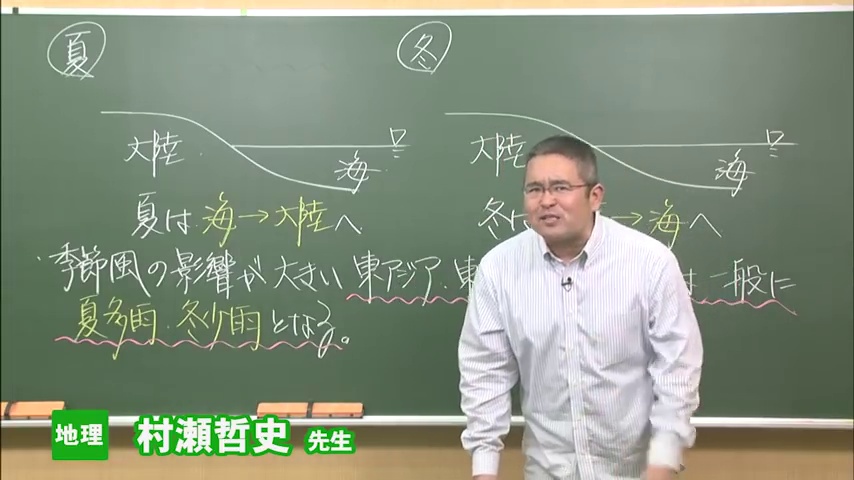 夏 冬
大陸 海 大陸 海
夏は 海→大陸へ 冬は →海へ
季節風の影響が大きい 東アジア・東 は一般に
夏多雨・冬少雨となる。
地理 村瀬哲史 先生